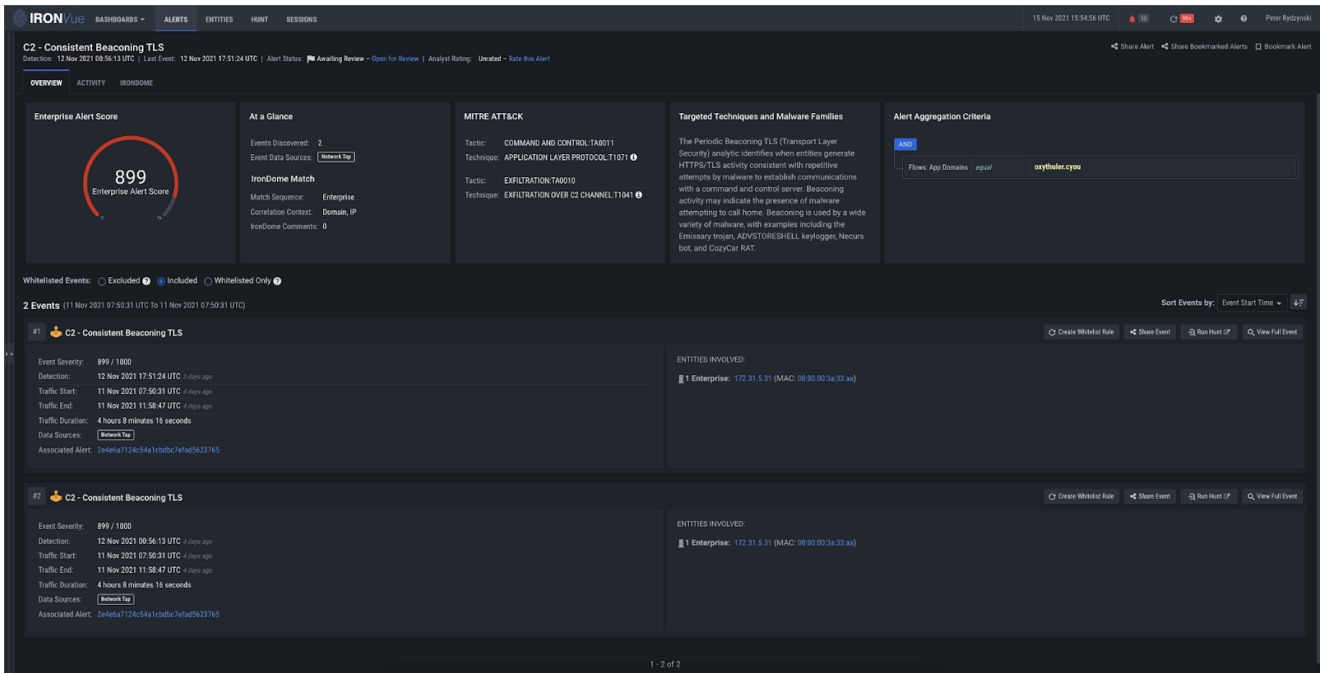 IRONVue DASHBOARDS ALERTS ENTITIES HUNT SESSIONS 15 Nov 2021 15:54:56 UTC 10 99+ Peter Rydzynski
C2 - Consistent Beaconing TLS
Share Alert Share Bookmarked Alerts Bookmark Alert
Detection: 12 Nov 2021 00:56:13 UTC | Last Event: 12 Nov 2021 17:51:24 UTC | Alert Status: Awaiting Review – Open for Review | Analyst Rating: Unrated – Rate this Alert
OVERVIEW ACTIVITY IRONDOME
Enterprise Alert Score
899
Enterprise Alert Score
0
At a Glance
Events Discovered: 2
Event Data Sources: Network Tap
IronDome Match
Match Sequence: Enterprise
Correlation Context: Domain, IP
IronDome Comments: 0
MITRE ATT&CK
Tactic: COMMAND AND CONTROL:TA0011
Technique: APPLICATION LAYER PROTOCOL:T1071
Tactic: EXFILTRATION:TA0010
Technique: EXFILTRATION OVER C2 CHANNEL:T1041
Targeted Techniques and Malware Families
The Periodic Beaconing TLS (Transport Layer
Security) analytic identifies when entities generate
HTTPS/TLS activity consistent with repetitive
attempts by malware to establish communications
with a command and control server. Beaconing
activity may indicate the presence of malware
attempting to call home. Beaconing is used by a wide
variety of malware, with examples including the
Emissary trojan, ADVSTORESHELL keylogger, Necurs
bot, and CozyCar RAT.
Alert Aggregation Criteria
AND
Flows: App Domains equal oxythuler.cyou
Whitelisted Events: Excluded Included Whitelisted Only
2 Events (11 Nov 2021 07:50:31 UTC To 11 Nov 2021 07:50:31 UTC)
Sort Events by: Event Start Time
#1 C2 - Consistent Beaconing TLS
Create Whitelist Rule Share Event Run Hunt View Full Event
Event Severity: 899 / 1000
Detection: 12 Nov 2021 17:51:24 UTC 3 days ago
Traffic Start: 11 Nov 2021 07:50:31 UTC 4 days ago
Traffic End: 11 Nov 2021 11:58:47 UTC 4 days ago
Traffic Duration: 4 hours 8 minutes 16 seconds
Data Sources: Network Tap
Associated Alert: 2e4e6a7124c54a1cbdbc7efad5623765
ENTITIES INVOLVED:
1 Enterprise: 172.31.5.31 (MAC: 00:00:00:3a:33:aa)
#2 C2 - Consistent Beaconing TLS
Create Whitelist Rule Share Event Run Hunt View Full Event
Event Severity: 899 / 1000
Detection: 12 Nov 2021 00:56:13 UTC 4 days ago
Traffic Start: 11 Nov 2021 07:50:31 UTC 4 days ago
Traffic End: 11 Nov 2021 11:58:47 UTC 4 days ago
Traffic Duration: 4 hours 8 minutes 16 seconds
Data Sources: Network Tap
Associated Alert: 2e4e6a7124c54a1cbdbc7efad5623765
ENTITIES INVOLVED:
1 Enterprise: 172.31.5.31 (MAC: 00:00:00:3a:33:aa)
1 - 2 of 2